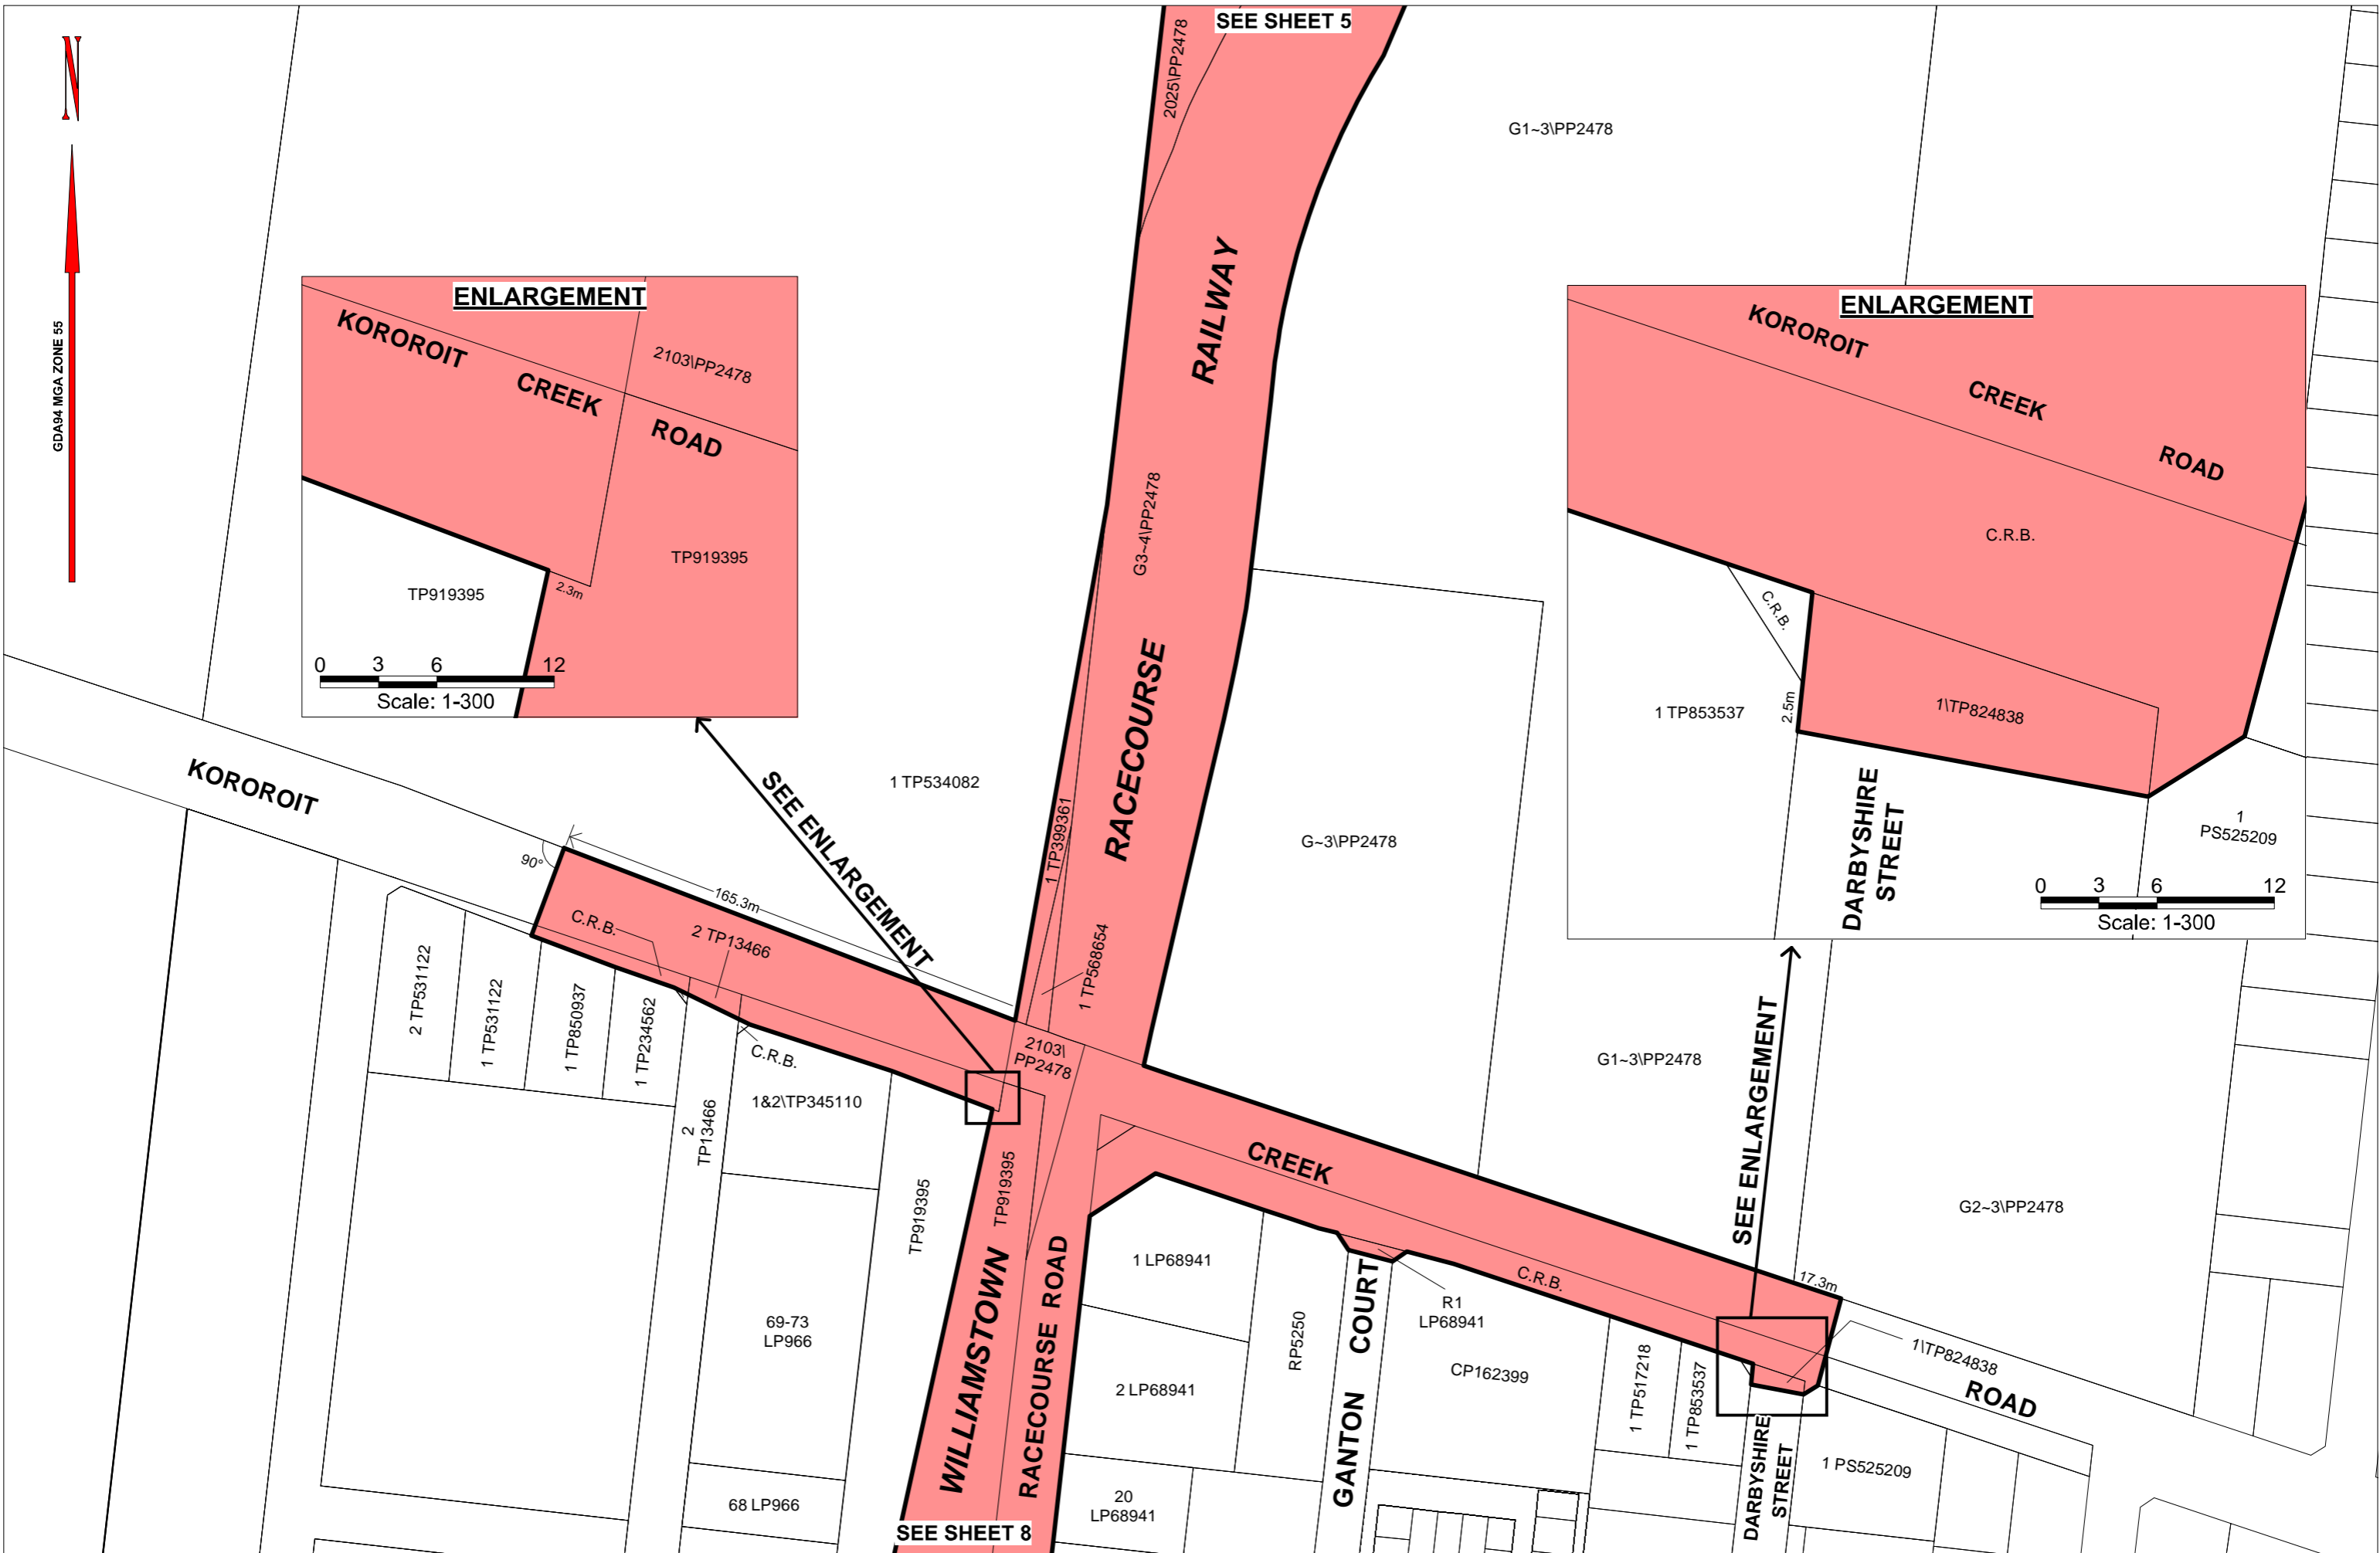 SEE SHEET 5
N
GDA94 MGA ZONE 55
2025\PP2478
G1~3\PP2478
RAILWAY
ENLARGEMENT
KOROROIT
CREEK
ROAD
2103\PP2478
TP919395
TP919395
2.3m
0 3 6 12
Scale: 1-300
ENLARGEMENT
KOROROIT
CREEK
ROAD
C.R.B.
C.R.B.
1 TP853537
2.5m
1\TP824838
DARBYSHIRE
STREET
1
PS525209
0 3 6 12
Scale: 1-300
G3~4\PP2478
RACECOURSE
1 TP534082
SEE ENLARGEMENT
1 TP399361
G~3\PP2478
KOROROIT
90°
165.3m
C.R.B.
2 TP13466
1 TP568654
2 TP531122
1 TP531122
1 TP850937
1 TP234562
C.R.B.
2103\
PP2478
G1~3\PP2478
SEE ENLARGEMENT
2
TP13466
1&2\TP345110
TP919395
TP919395
CREEK
G2~3\PP2478
1 LP68941
C.R.B.
17.3m
R1
LP68941
WILLIAMSTOWN
RACECOURSE ROAD
69-73
LP966
RP5250
GANTON COURT
CP162399
1 TP517218
1 TP853537
1\TP824838
ROAD
2 LP68941
DARBYSHIRE
STREET
1 PS525209
68 LP966
20
LP68941
SEE SHEET 8